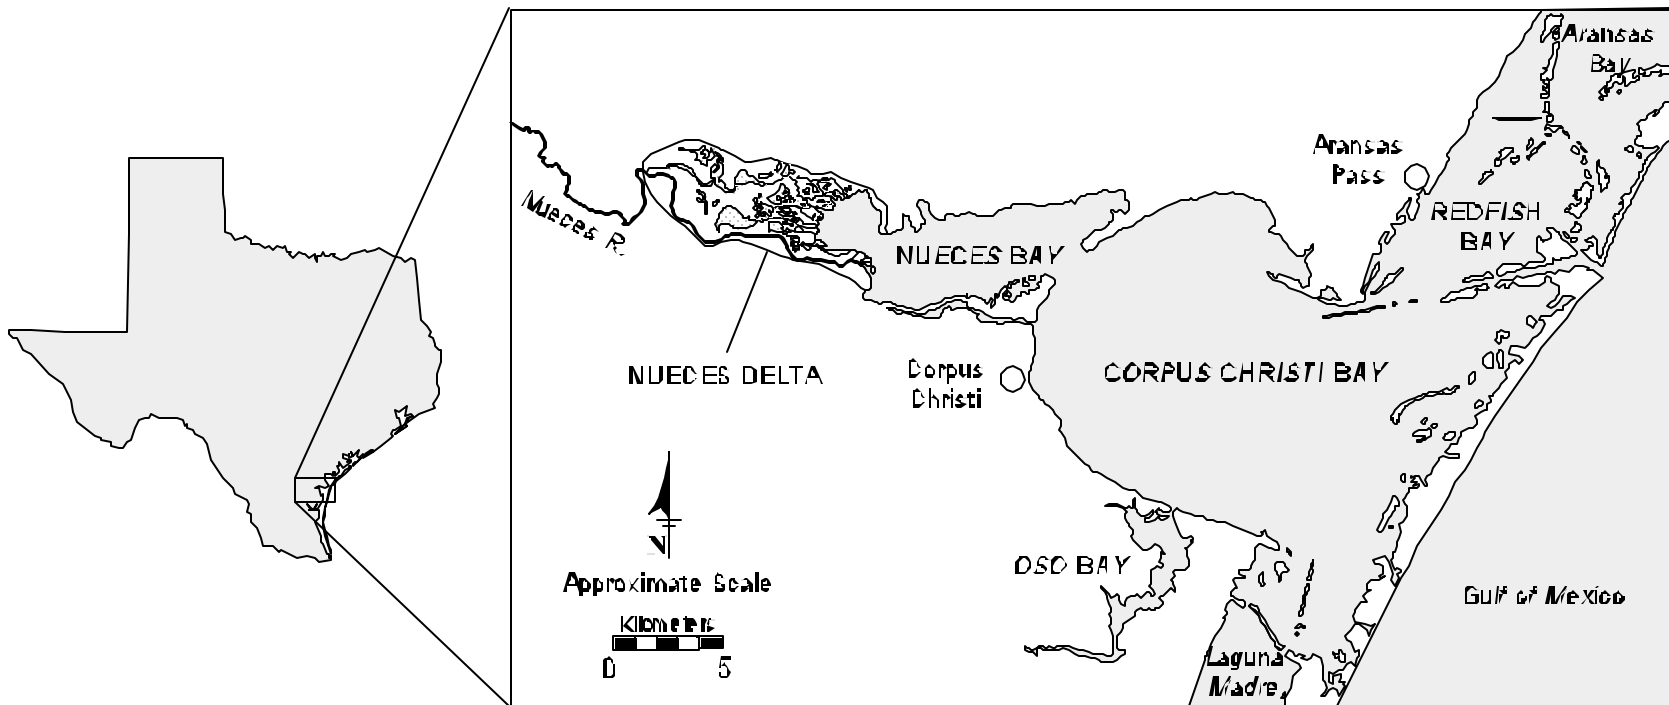 Aransas
Bay
Aransas
Pass
REDFISH
BAY
Nueces R.
NUECES BAY
NUECES DELTA
Corpus
Christi
CORPUS CHRISTI BAY
N
OSO BAY
Approximate Scale
Kilometers
0 5
Gulf of Mexico
Laguna
Madre